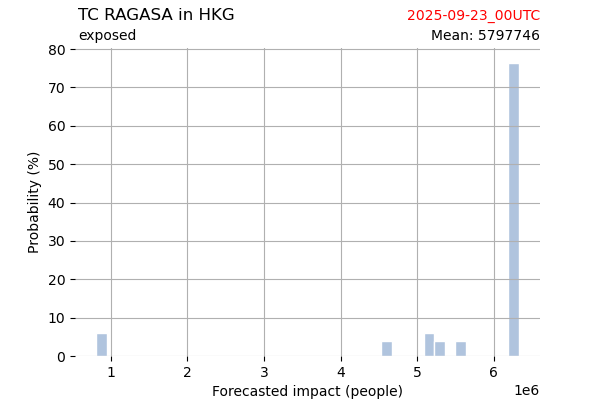 TC RAGASA in HKG
2025-09-23_00UTC
exposed
Mean: 5797746
80
70
60
50
40
30
20
10
0
Probability (%)
1 2 3 4 5 6
1e6
Forecasted impact (people)